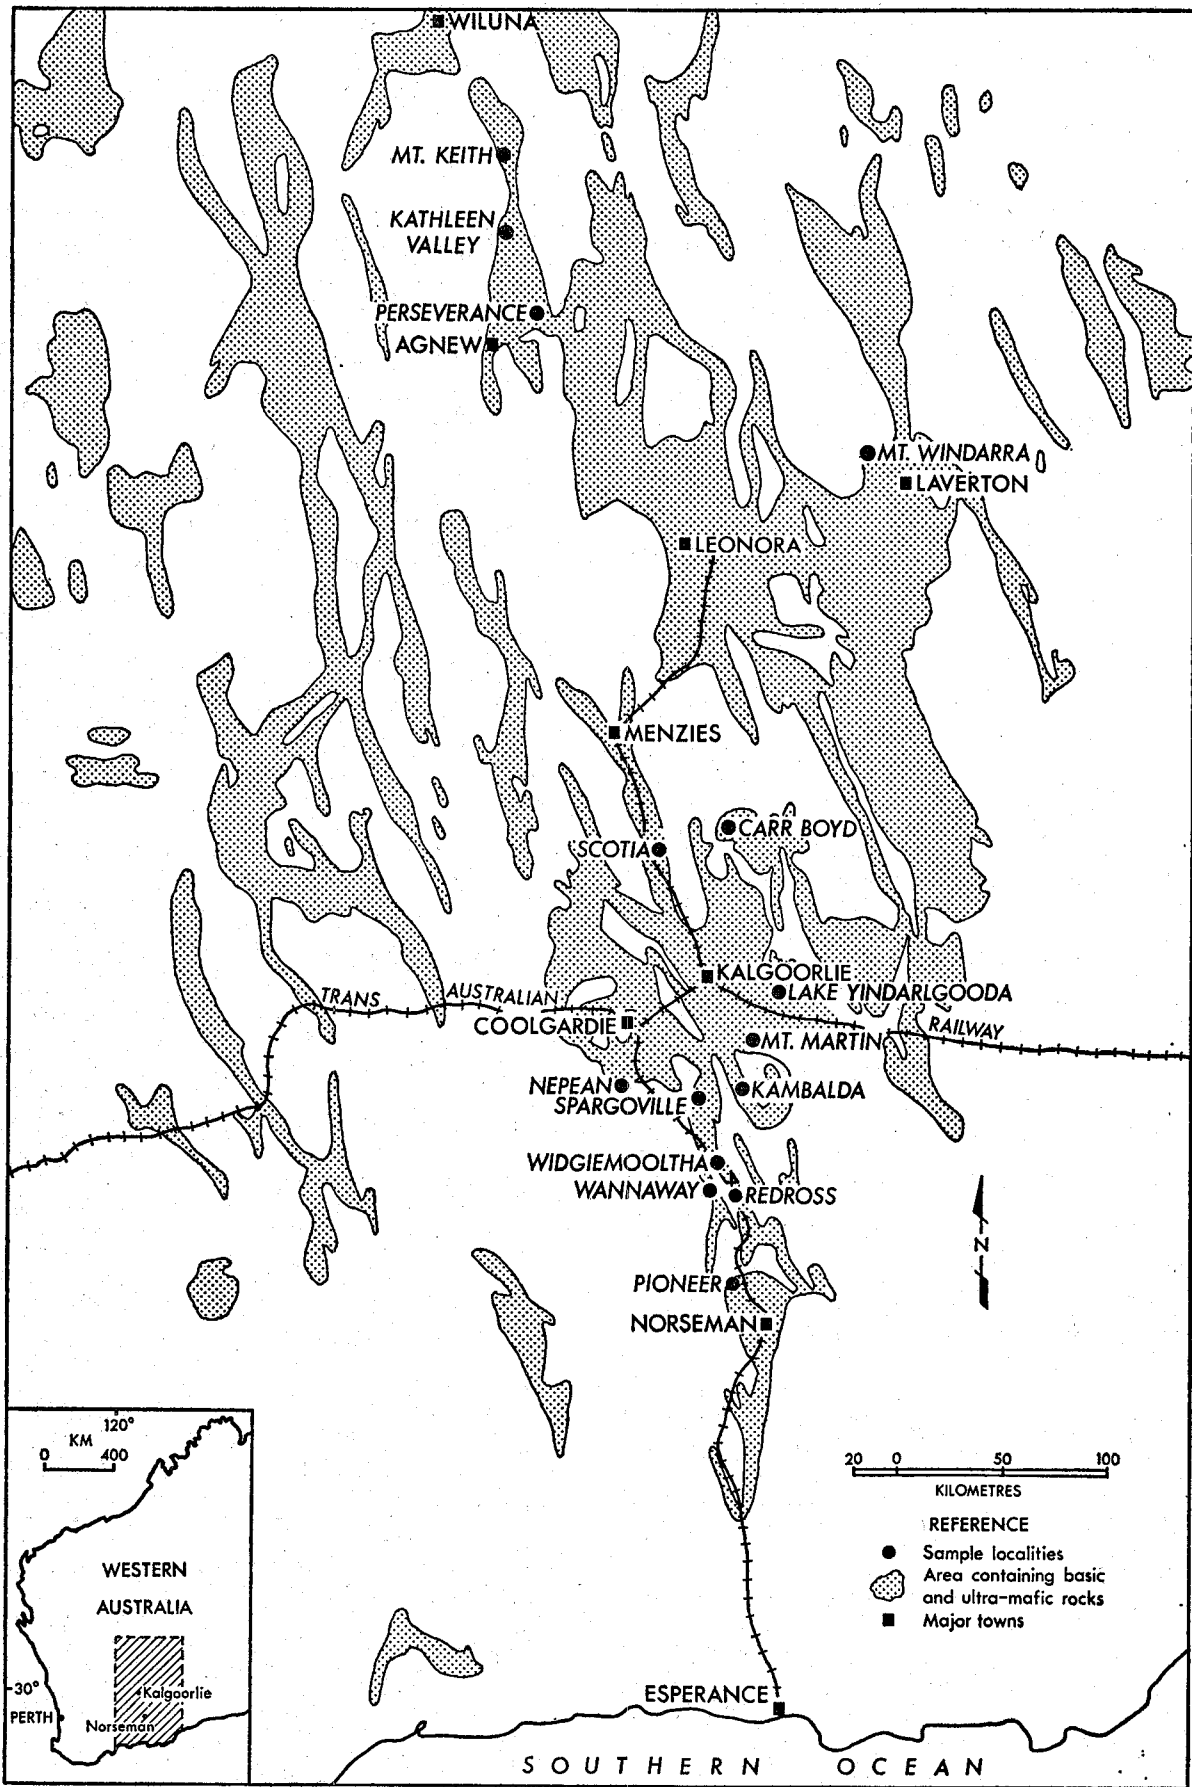 WILUNA
MT. KEITH
KATHLEEN
VALLEY
PERSEVERANCE
AGNEW
MT. WINDARRA
LAVERTON
LEONORA
MENZIES
CARR BOYD
SCOTIA
KALGOORLIE
LAKE YINDARLGOODA
TRANS AUSTRALIAN RAILWAY
COOLGARDIE
MT. MARTIN
NEPEAN
KAMBALDA
SPARGOVILLE
WIDGIEMOOLTHA
WANNAWAY
REDROSS
N
PIONEER
NORSEMAN
120°
KM
0 400
WESTERN
AUSTRALIA
30°
Kalgoorlie
PERTH
Norseman
20 0 50 100
KILOMETRES
REFERENCE
Sample localities
Area containing basic
and ultra-mafic rocks
Major towns
ESPERANCE
SOUTHERN OCEAN